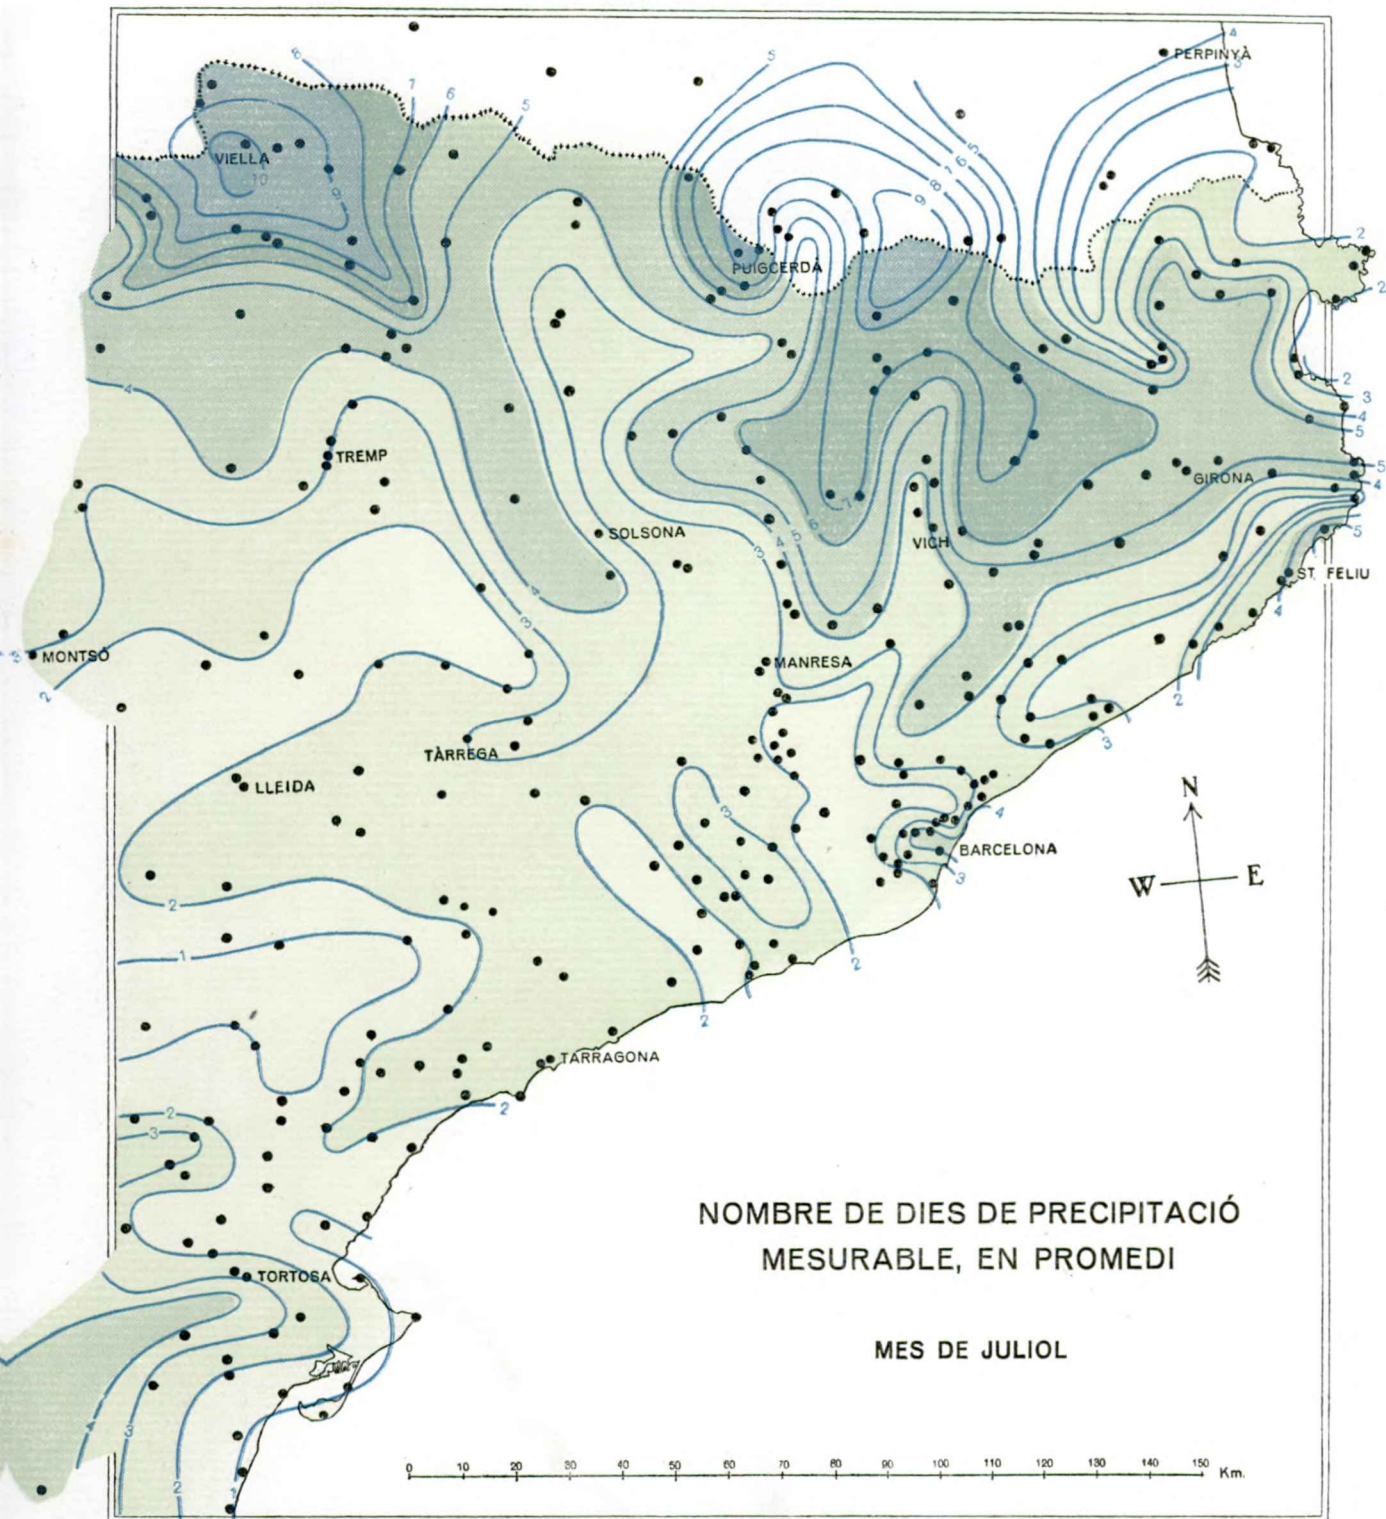 PERPINYÀ
VIELLA
PUIGCERDÀ
TREMP
SOLSONA
GIRONA
VICH
ST. FELIU
MONTSÓ
MANRESA
TÀRREGA
LLEIDA
BARCELONA
TARRAGONA
TORTOSA
N
W E
NOMBRE DE DIES DE PRECIPITACIÓ
MESURABLE, EN PROMEDI
MES DE JULIOL
0 10 20 30 40 50 60 70 80 90 100 110 120 130 140 150 Km.